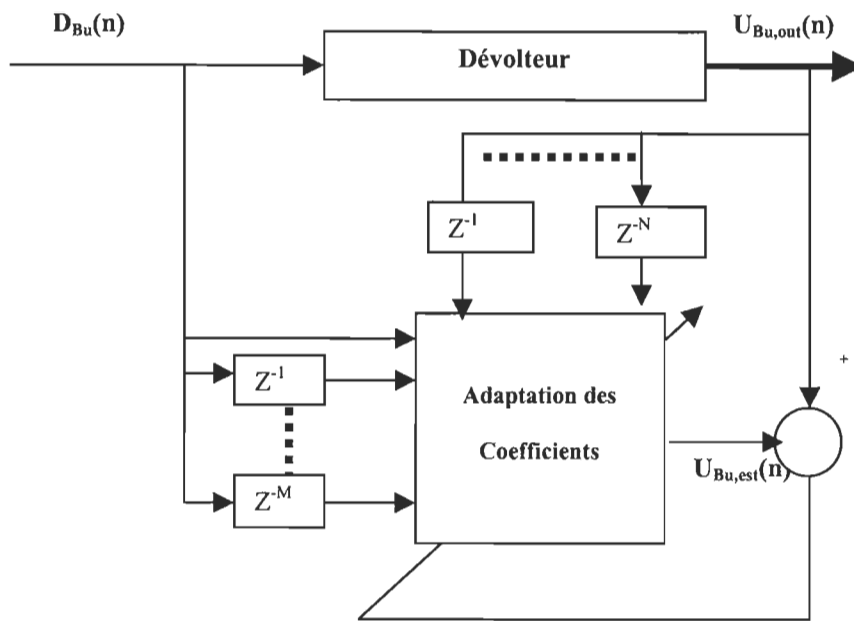 D_Bu(n)
U_Bu,out(n)
Dévolteur
Z^-1
Z^-N
Z^-1
Adaptation des
Coefficients
+
U_Bu,est(n)
Z^-M